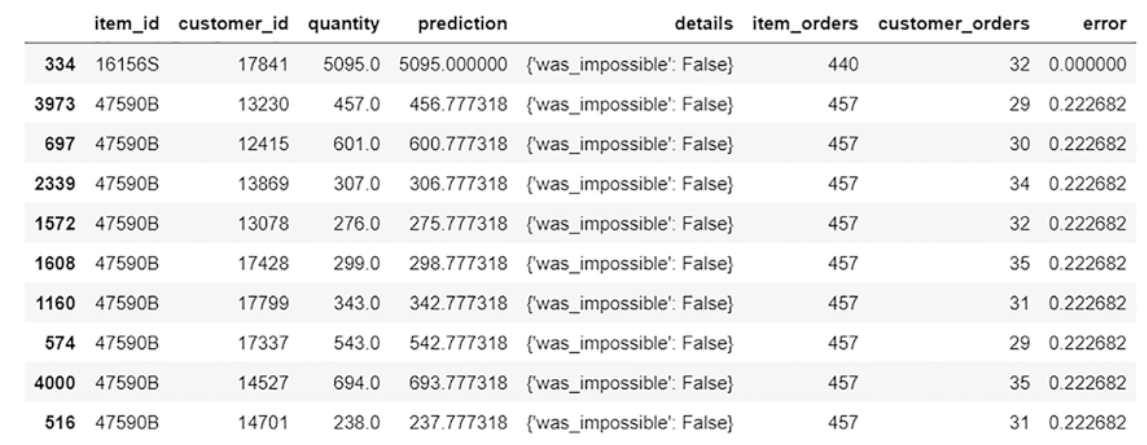 item_id customer_id quantity prediction details item_orders customer_orders error
334 16156S 17841 5095.0 5095.000000 {'was_impossible': False} 440 32 0.000000
3973 47590B 13230 457.0 456.777318 {'was_impossible': False} 457 29 0.222682
697 47590B 12415 601.0 600.777318 {'was_impossible': False} 457 30 0.222682
2339 47590B 13869 307.0 306.777318 {'was_impossible': False} 457 34 0.222682
1572 47590B 13078 276.0 275.777318 {'was_impossible': False} 457 32 0.222682
1608 47590B 17428 299.0 298.777318 {'was_impossible': False} 457 35 0.222682
1160 47590B 17799 343.0 342.777318 {'was_impossible': False} 457 31 0.222682
574 47590B 17337 543.0 542.777318 {'was_impossible': False} 457 29 0.222682
4000 47590B 14527 694.0 693.777318 {'was_impossible': False} 457 35 0.222682
516 47590B 14701 238.0 237.777318 {'was_impossible': False} 457 31 0.222682